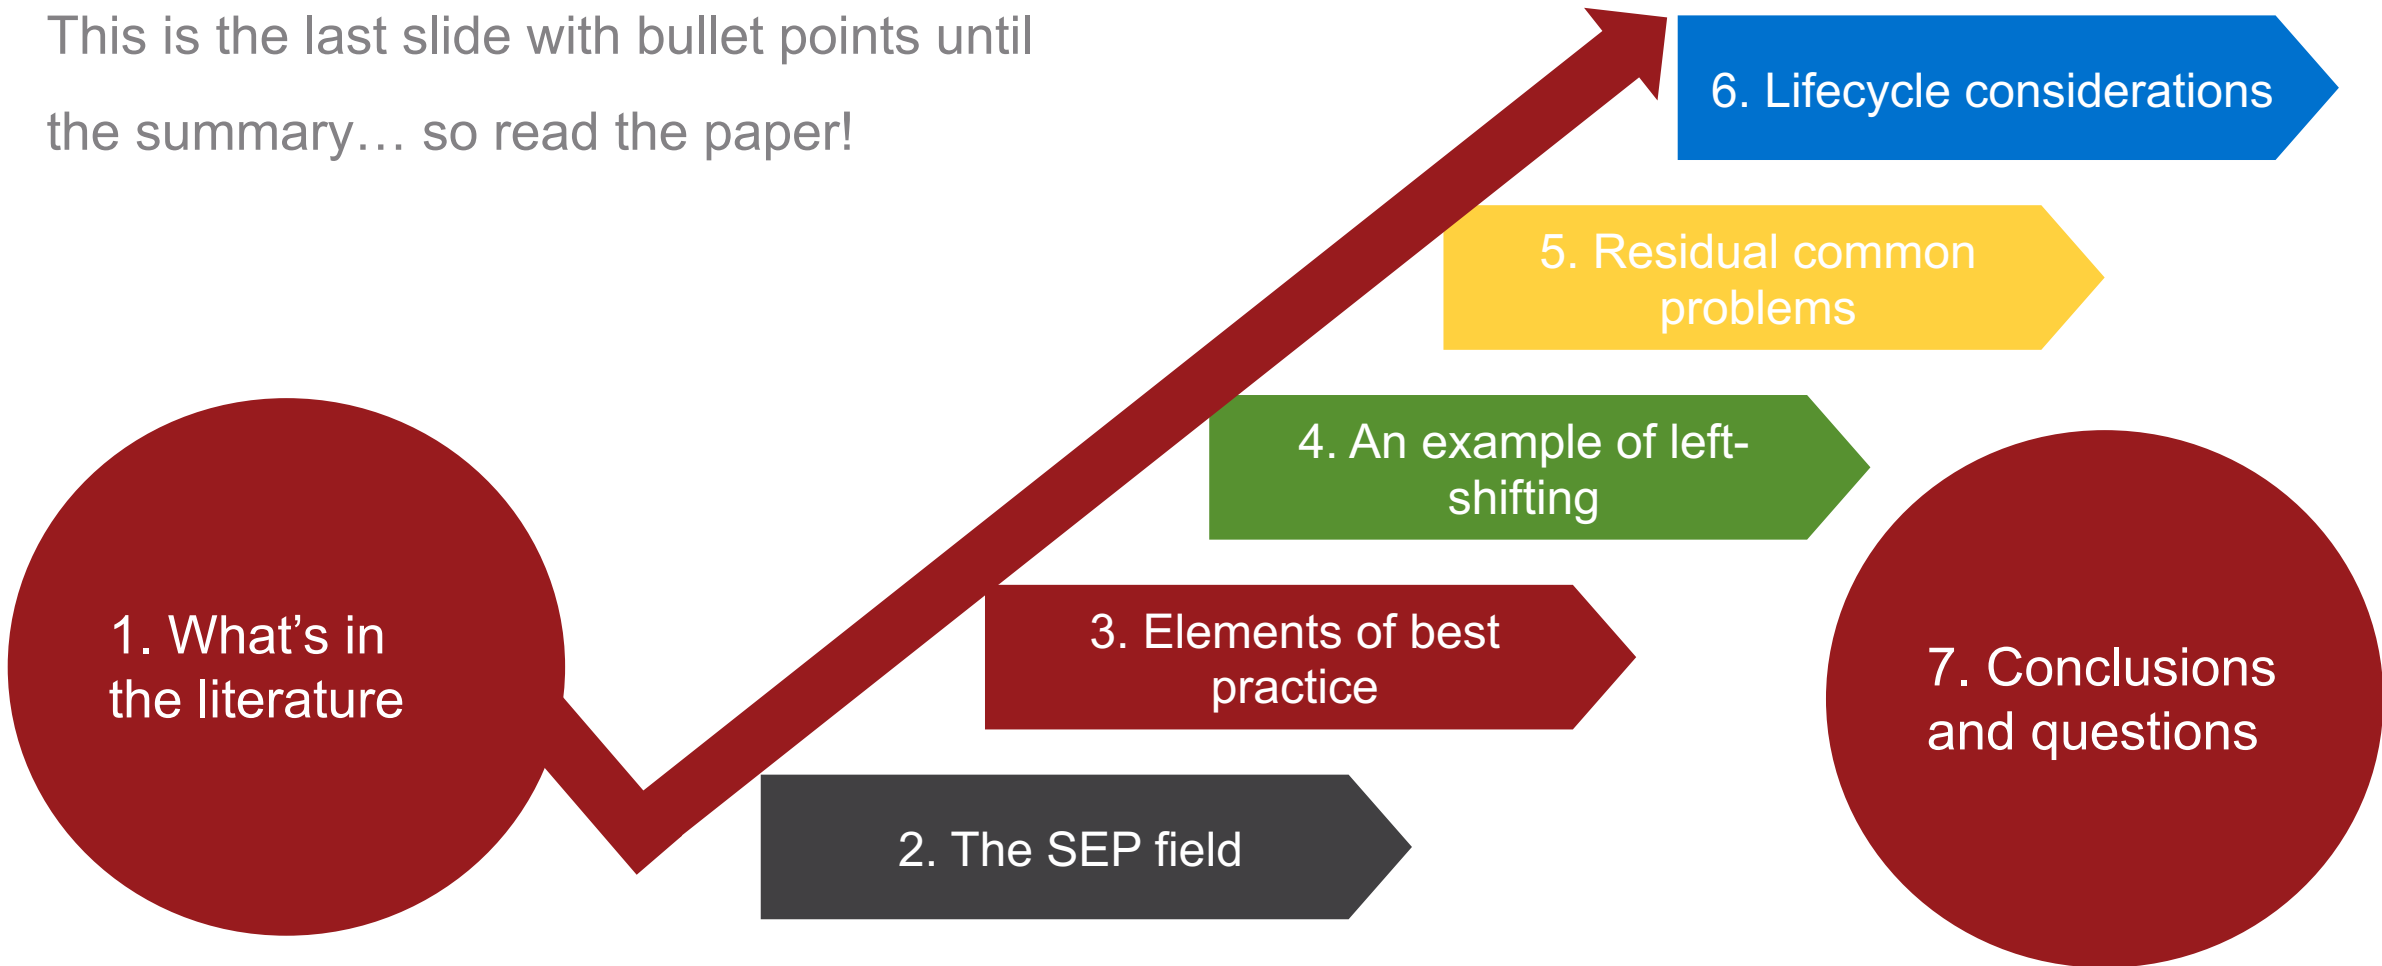 This is the last slide with bullet points until
the summary… so read the paper!
1. What’s in
the literature
2. The SEP field
3. Elements of best
practice
4. An example of left-
shifting
5. Residual common
problems
6. Lifecycle considerations
7. Conclusions
and questions